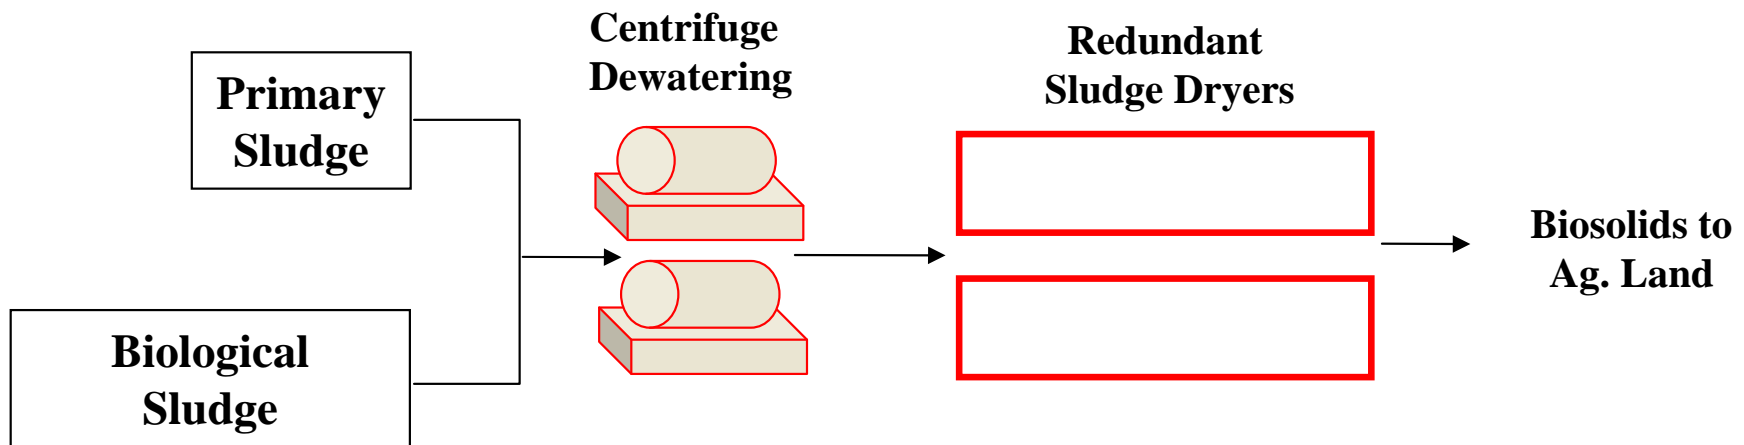 Primary
Sludge
Biological
Sludge
Centrifuge
Dewatering
Redundant
Sludge Dryers
Biosolids to
Ag. Land